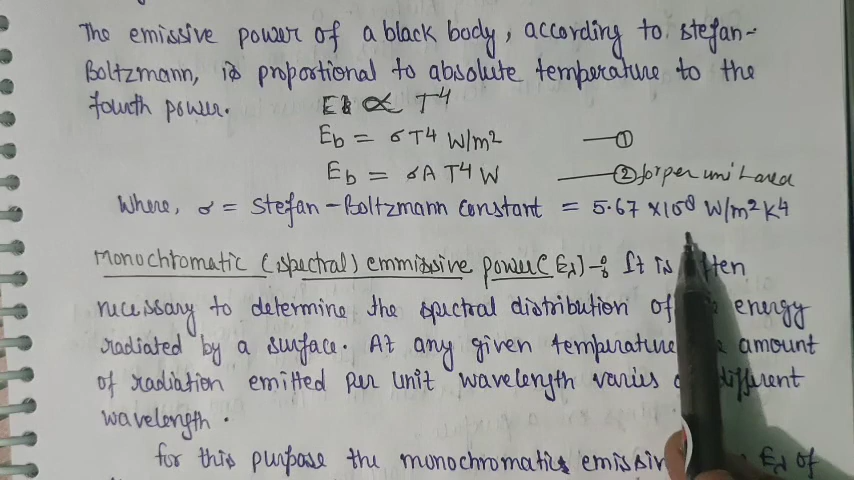 The emissive power of a black body, according to stefan-
Boltzmann, is proportional to absolute temperature to the
fourth power. Eb ∝ T⁴
Eb = σT⁴ W/m² —①
Eb = σA T⁴ W —② for per unit area
Where, σ = Stefan-Boltzmann constant = 5.67 ×10⁻⁸ W/m²K⁴
Monochromatic (spectral) emmissive power(Eλ)-: It is often
necessary to determine the spectral distribution of energy
radiated by a surface. At any given temperature amount
of radiation emitted per unit wavelength varies different
wavelength.
for this purpose the monochromatic Eλ of